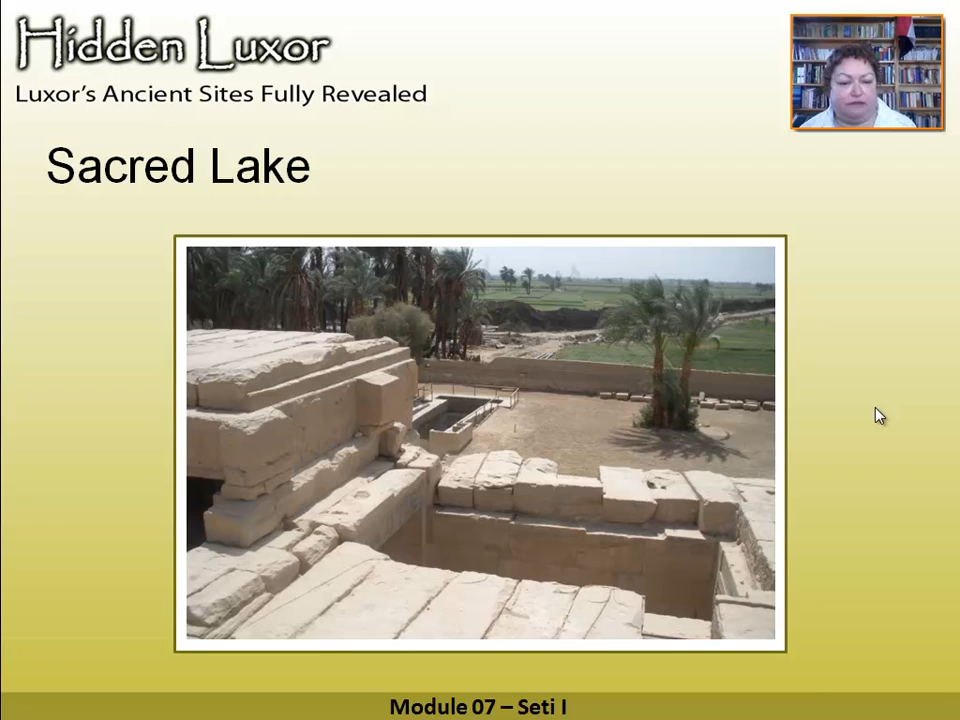 Hidden Luxor
Luxor's Ancient Sites Fully Revealed
Sacred Lake
Module 07 – Seti I